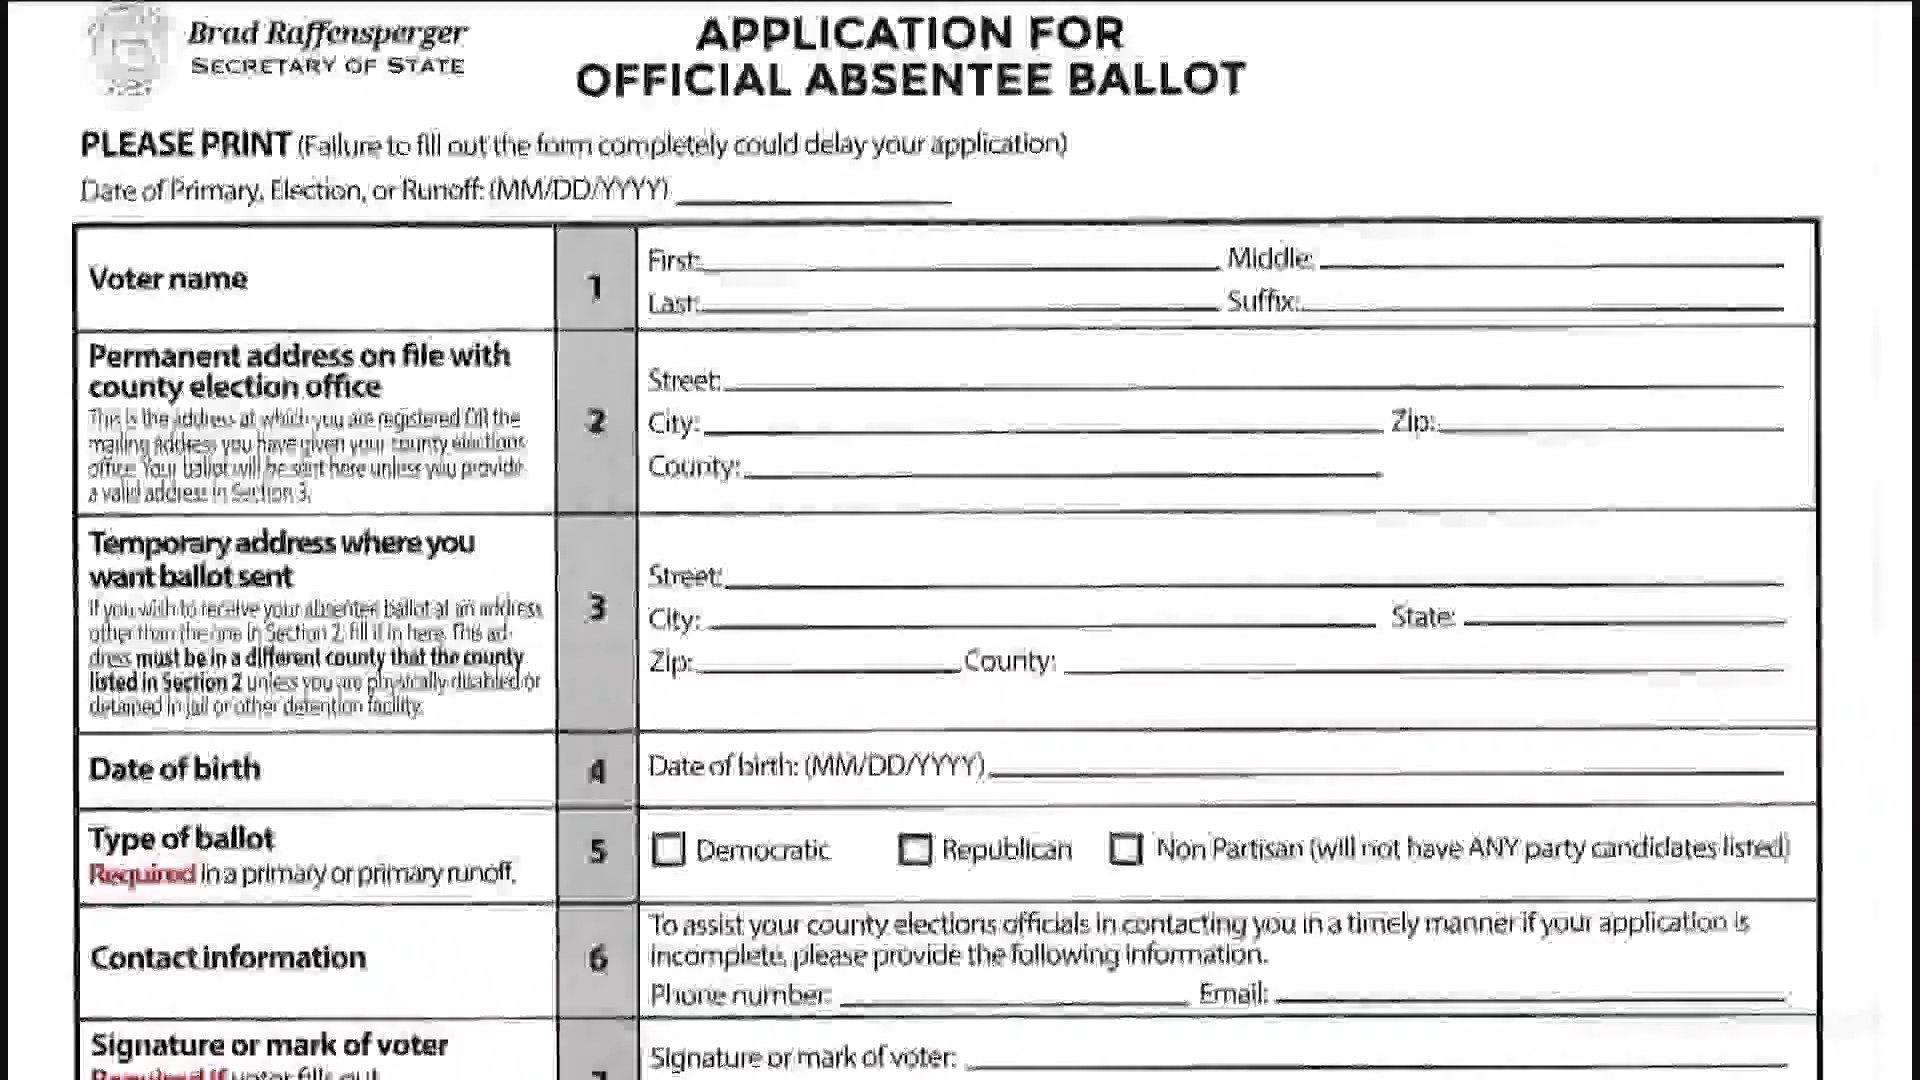 Brad Raffensperger
SECRETARY OF STATE
APPLICATION FOR
OFFICIAL ABSENTEE BALLOT
PLEASE PRINT (Failure to fill out the form completely could delay your application)
Date of Primary, Election, or Runoff: (MM/DD/YYYY)
Voter name
1
First: Middle:
Last: Suffix:
Permanent address on file with
county election office
This is the address at which you are registered OR the
mailing address you have given your county elections
office. Your ballot will be sent here unless you provide
a valid address in Section 3.
2
Street:
City: Zip:
County:
Temporary address where you
want ballot sent
If you wish to receive your absentee ballot at an address
other than the one in Section 2, fill it in here. This ad-
dress must be in a different county that the county
listed in Section 2 unless you are physically disabled or
detained in jail or other detention facility.
3
Street:
City: State:
Zip: County:
Date of birth
4
Date of birth: (MM/DD/YYYY)
Type of ballot
Required in a primary or primary runoff.
5
Democratic Republican Non Partisan (will not have ANY party candidates listed)
Contact information
6
To assist your county elections officials in contacting you in a timely manner if your application is
incomplete, please provide the following information.
Phone number: Email:
Signature or mark of voter
Required if voter fills out
7
Signature or mark of voter: